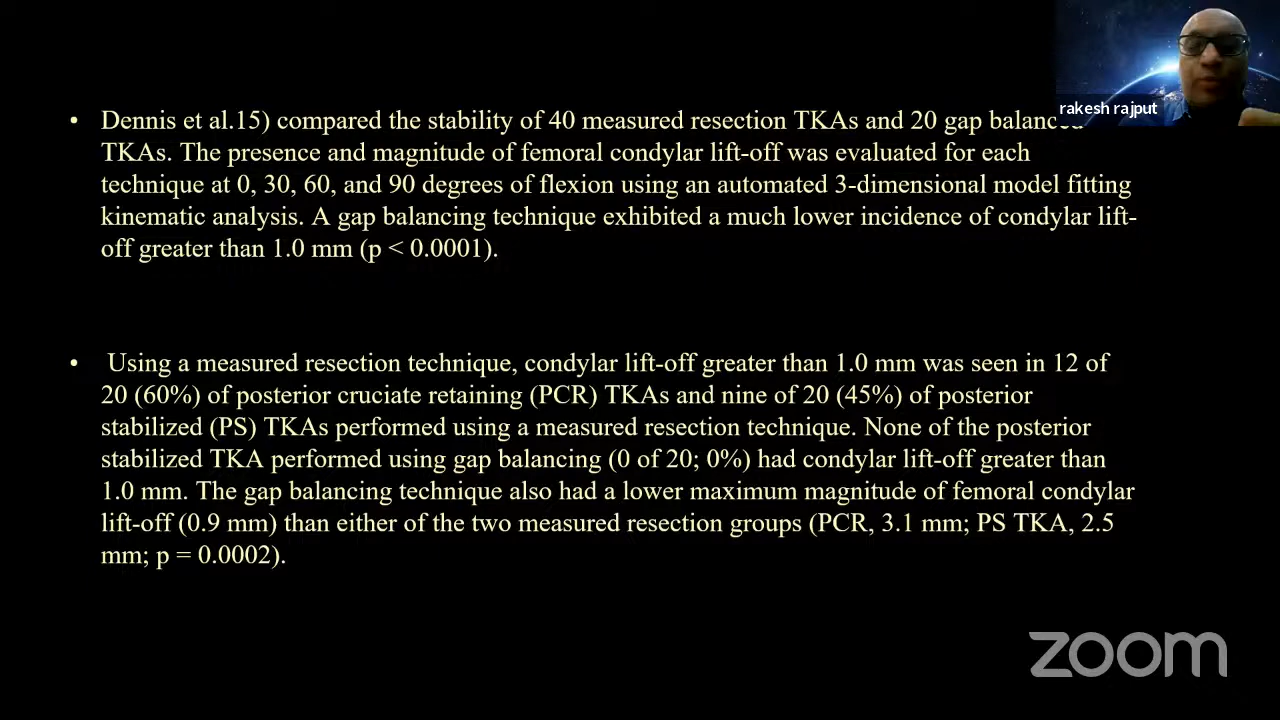 rakesh rajput
• Dennis et al.15) compared the stability of 40 measured resection TKAs and 20 gap balanced
TKAs. The presence and magnitude of femoral condylar lift-off was evaluated for each
technique at 0, 30, 60, and 90 degrees of flexion using an automated 3-dimensional model fitting
kinematic analysis. A gap balancing technique exhibited a much lower incidence of condylar lift-
off greater than 1.0 mm (p < 0.0001).
• Using a measured resection technique, condylar lift-off greater than 1.0 mm was seen in 12 of
20 (60%) of posterior cruciate retaining (PCR) TKAs and nine of 20 (45%) of posterior
stabilized (PS) TKAs performed using a measured resection technique. None of the posterior
stabilized TKA performed using gap balancing (0 of 20; 0%) had condylar lift-off greater than
1.0 mm. The gap balancing technique also had a lower maximum magnitude of femoral condylar
lift-off (0.9 mm) than either of the two measured resection groups (PCR, 3.1 mm; PS TKA, 2.5
mm; p = 0.0002).
zoom